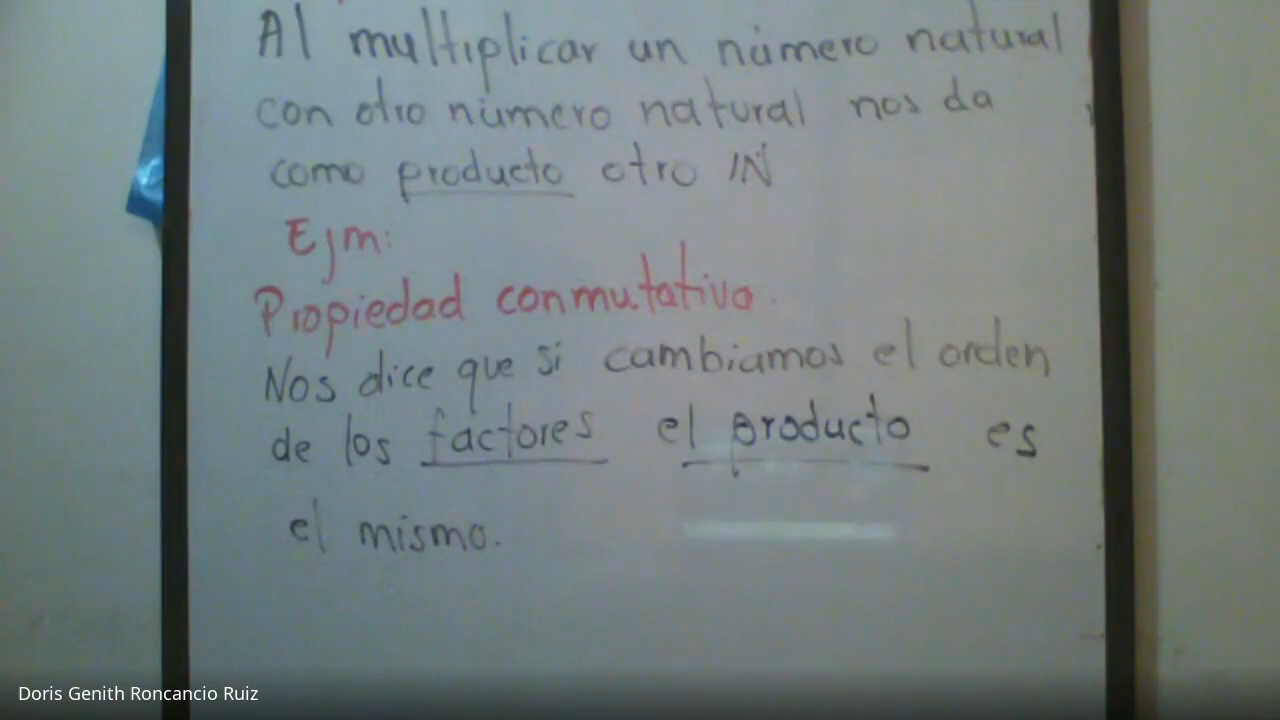 Al multiplicar un número natural
con otro número natural nos da
como producto otro IN
Ejm:
Propiedad conmutativa.
Nos dice que si cambiamos el orden
de los factores el producto es
el mismo.
Doris Genith Roncancio Ruiz